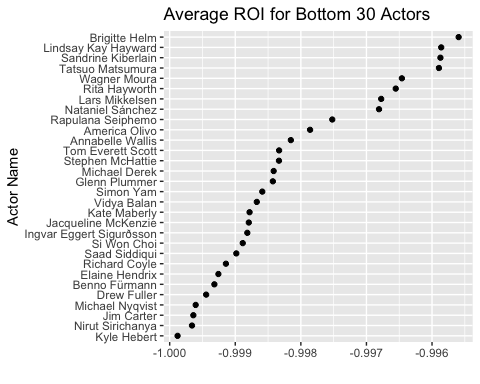 Average ROI for Bottom 30 Actors
Brigitte Helm
Lindsay Kay Hayward
Sandrine Kiberlain
Tatsuo Matsumura
Wagner Moura
Rita Hayworth
Lars Mikkelsen
Nataniel Sánchez
Rapulana Seiphemo
America Olivo
Annabelle Wallis
Tom Everett Scott
Stephen McHattie
Michael Derek
Glenn Plummer
Simon Yam
Vidya Balan
Kate Maberly
Jacqueline McKenzie
Ingvar Eggert Sigurðsson
Si Won Choi
Saad Siddiqui
Richard Coyle
Elaine Hendrix
Benno Fürmann
Drew Fuller
Michael Nyqvist
Jim Carter
Nirut Sirichanya
Kyle Hebert
Actor Name
-1.000 -0.999 -0.998 -0.997 -0.996